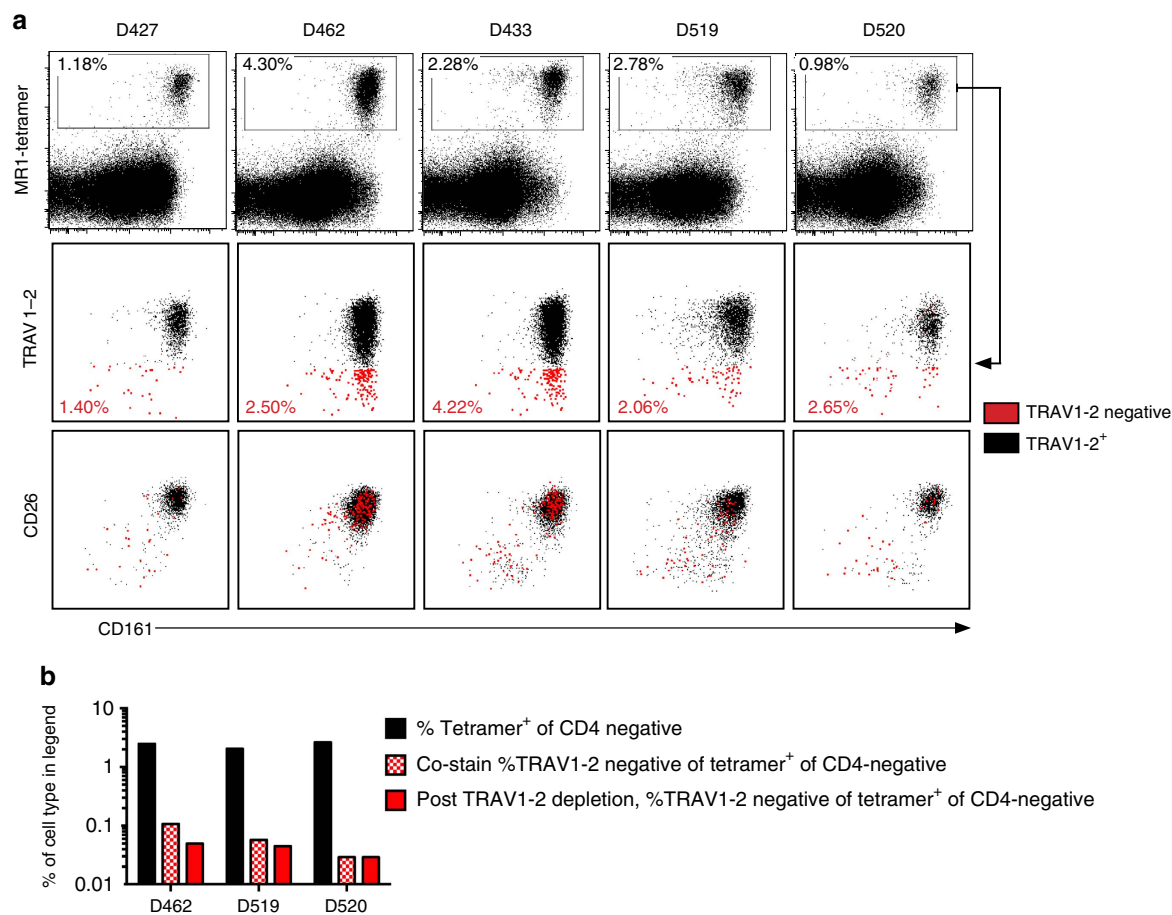 a
D427 D462 D433 D519 D520
MR1-tetramer
1.18% 4.30% 2.28% 2.78% 0.98%
TRAV 1–2
1.40% 2.50% 4.22% 2.06% 2.65%
TRAV1-2 negative
TRAV1-2+
CD26
CD161
b
% of cell type in legend
10
1
0.1
0.01
D462 D519 D520
% Tetramer+ of CD4 negative
Co-stain %TRAV1-2 negative of tetramer+ of CD4-negative
Post TRAV1-2 depletion, %TRAV1-2 negative of tetramer+ of CD4-negative